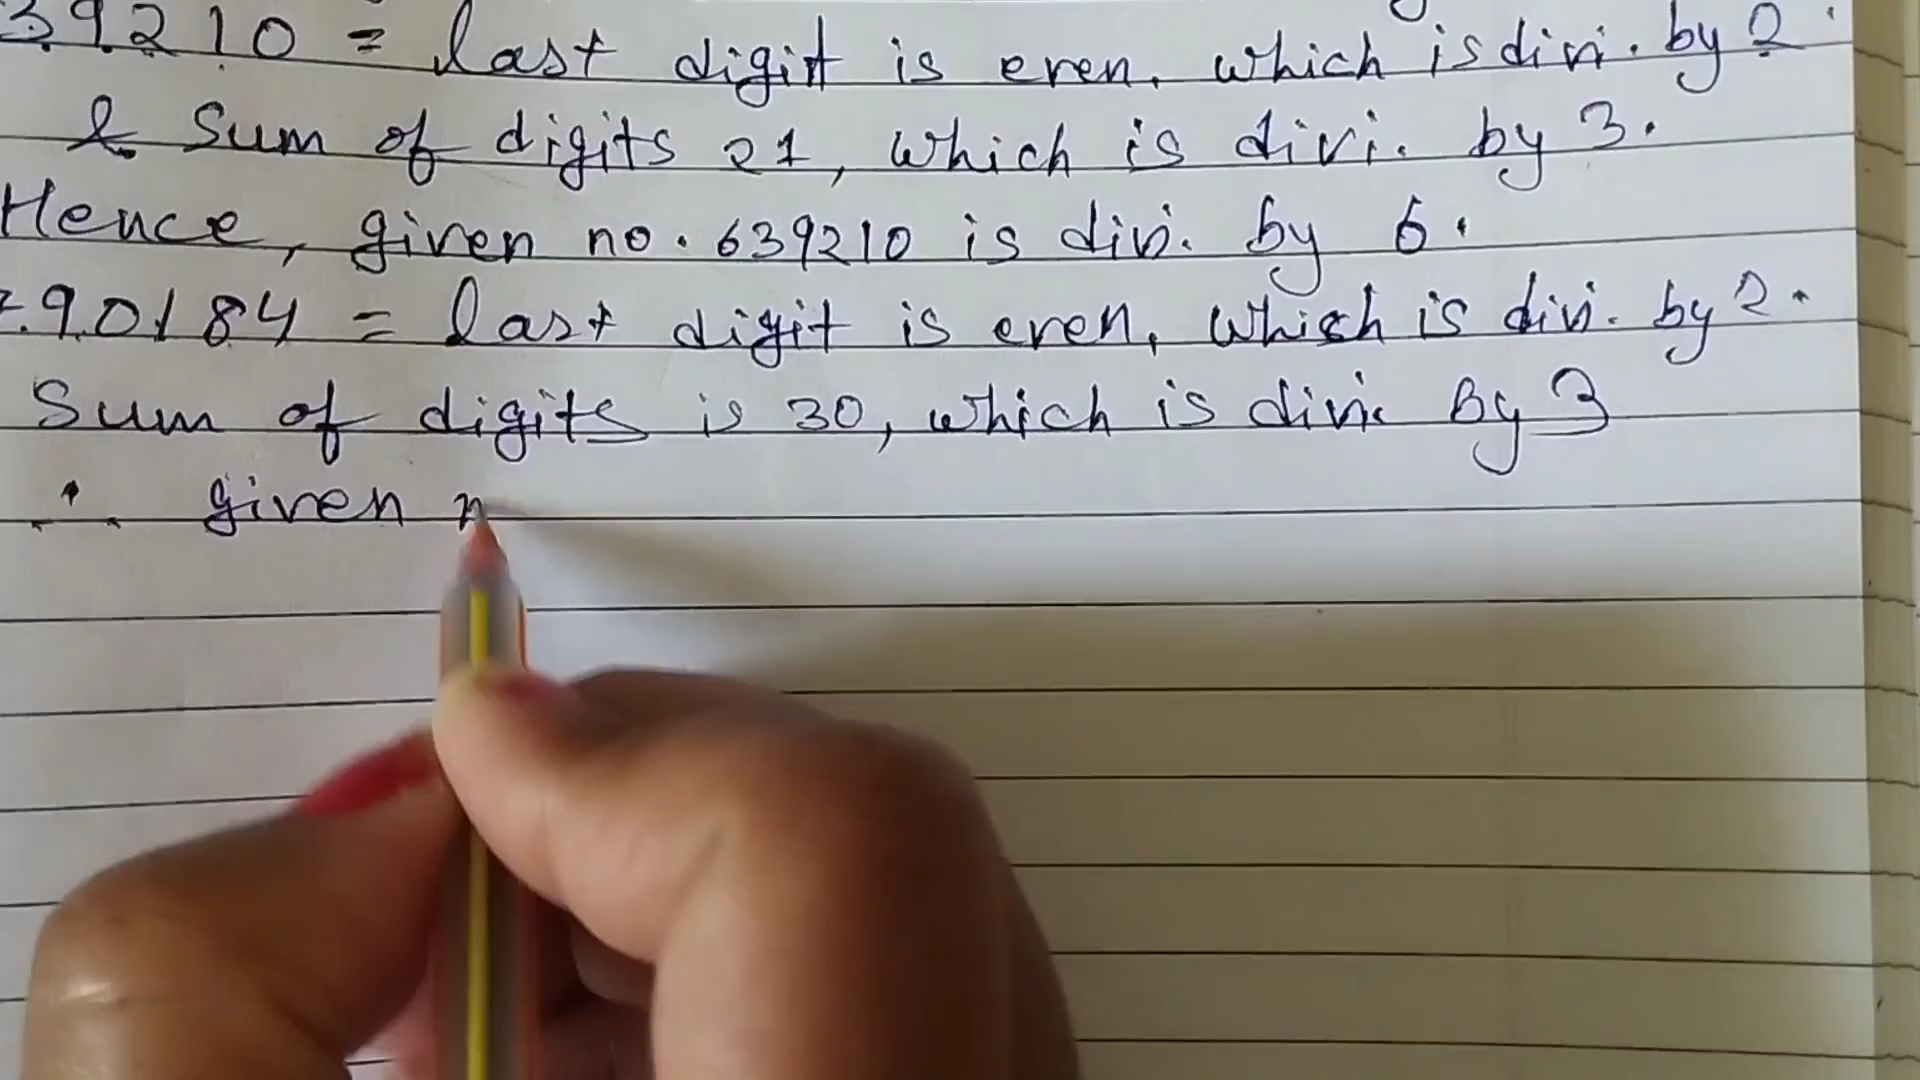 39210 = last digit is even, which is divi. by 2.
& Sum of digits 21, which is divi. by 3.
Hence, given no. 639210 is divi. by 6.
90184 = last digit is even, which is divi. by 2.
Sum of digits is 30, which is divi. By 3
∴ given n